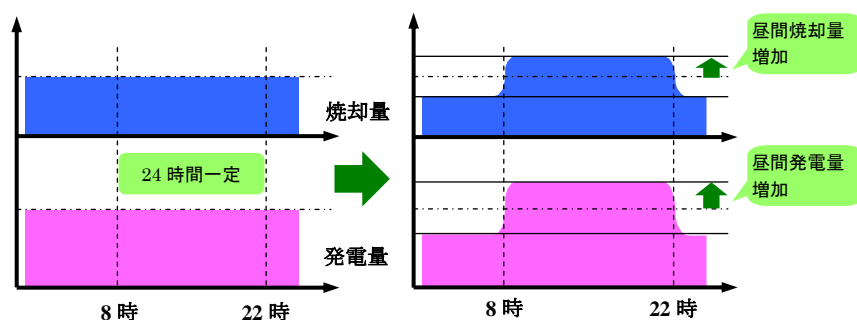 昼間焼却量
増加
焼却量
24 時間一定
昼間発電量
増加
発電量
8 時
22 時
8 時
22 時